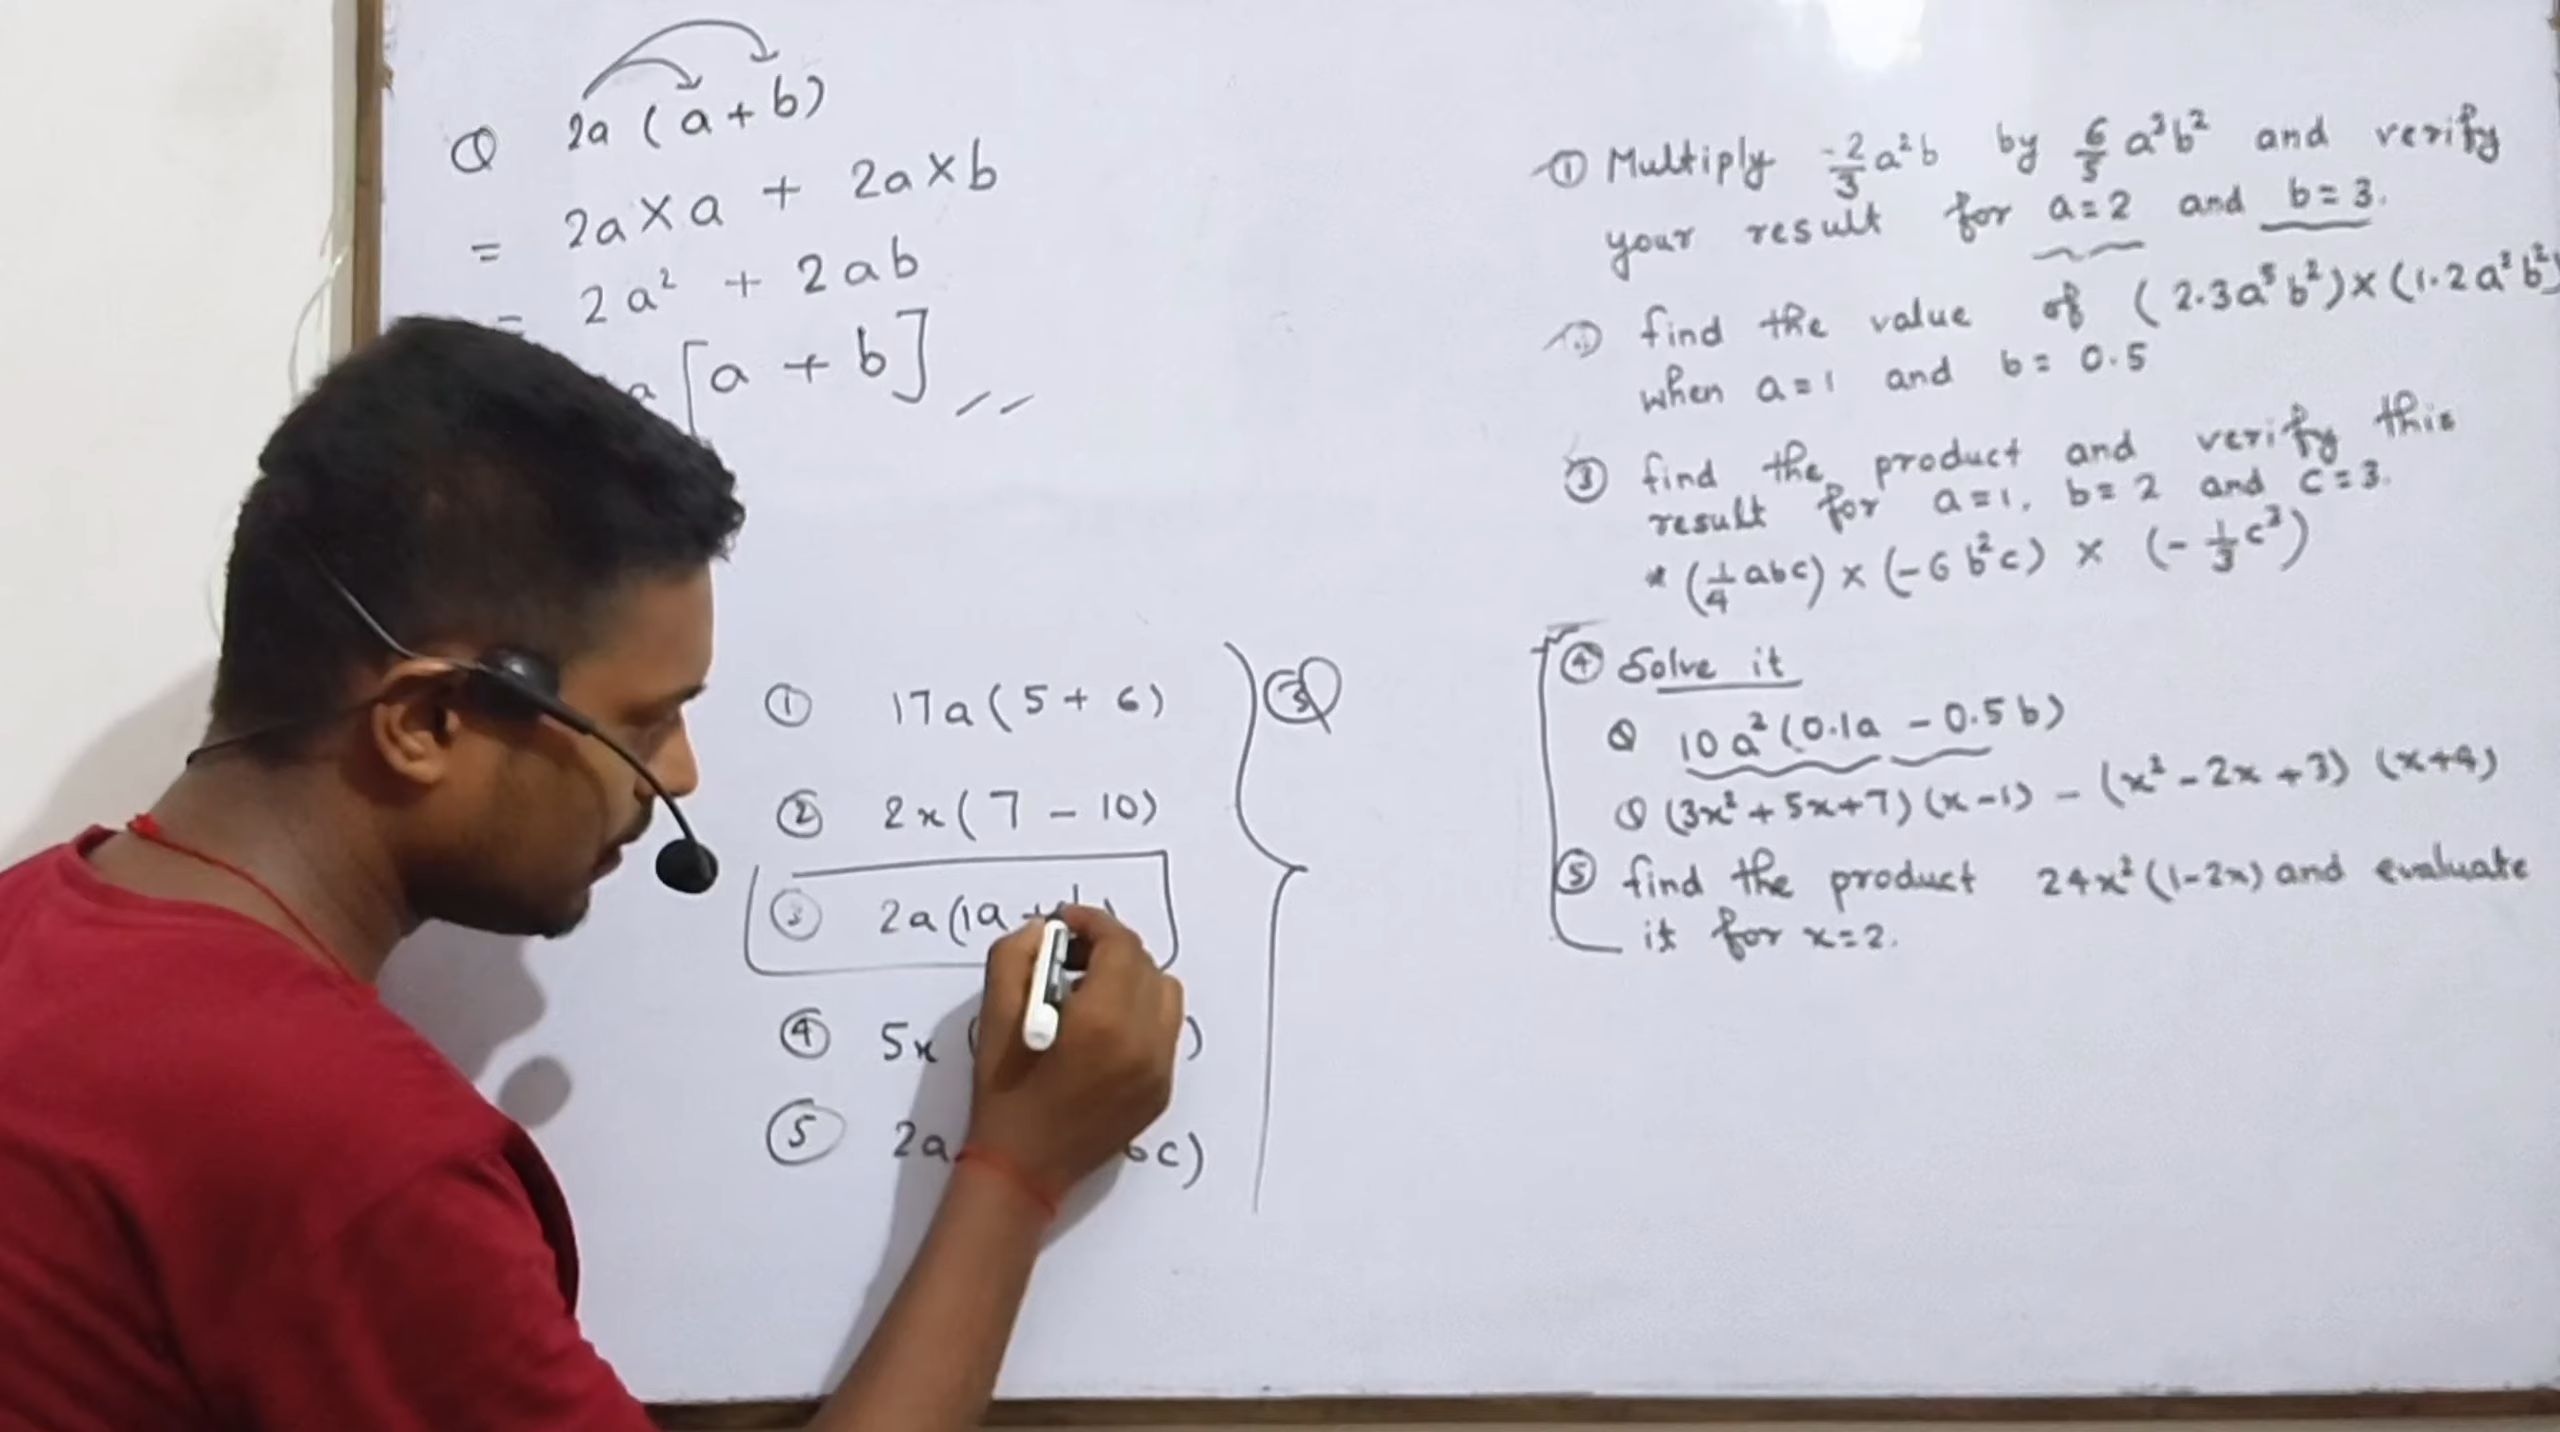 ① 2a (a + b)
= 2a × a + 2a × b
= 2a² + 2ab
a [a + b]
① 17a (5 + 6)
② 2x (7 - 10)
③ 2a (1a +
④ 5x ( )
⑤ 2a 6c)
③
① Multiply -2/3 a²b by 6/5 a³b² and verify
your result for a=2 and b=3.
find the value of (2.3a⁵b²)×(1.2a²b²)
when a=1 and b=0.5
③ find the product and verify this
result for a=1, b=2 and c=3.
* (1/4 abc) × (-6b²c) × (-1/3 c³)
④ Solve it
10a²(0.1a - 0.5b)
(3x² + 5x+7) (x-1) - (x² - 2x +3) (x+4)
⑤ find the product 24x²(1-2x) and evaluate
it for x=2.